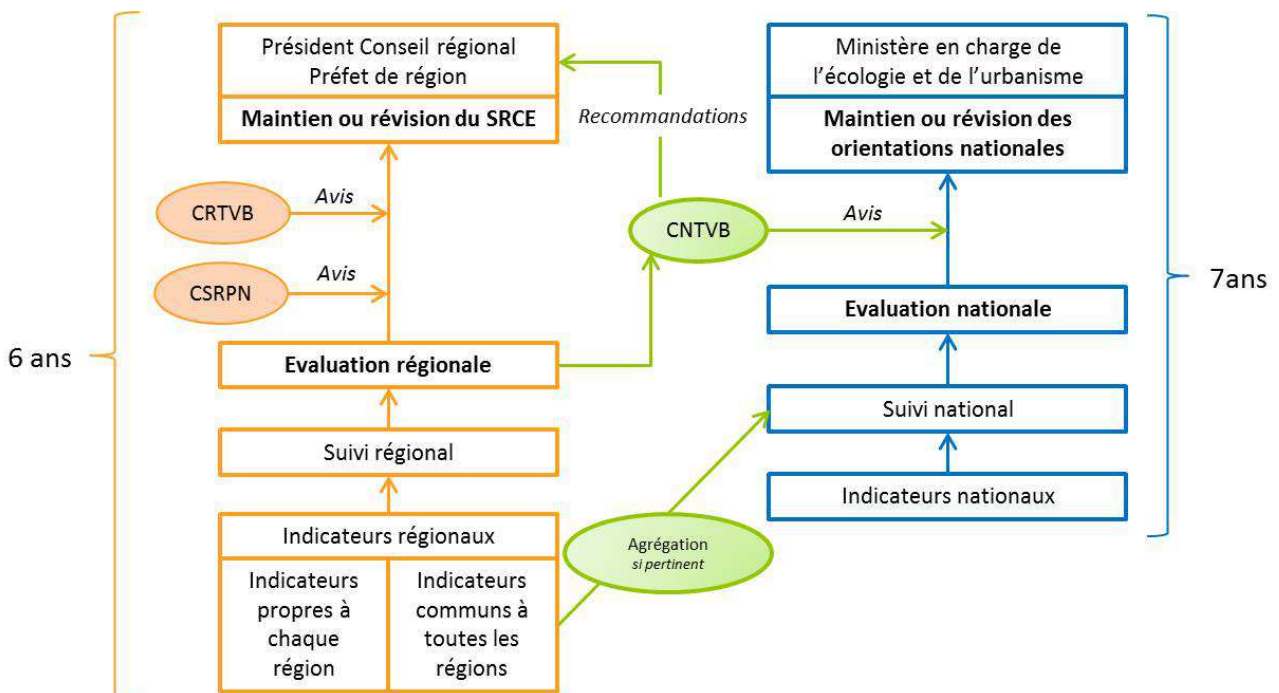 Président Conseil régional
Préfet de région
Maintien ou révision du SRCE
Recommandations
Ministère en charge de
l'écologie et de l'urbanisme
Maintien ou révision des
orientations nationales
CRTVB
Avis
CNTVB
Avis
CSRPN
Avis
7ans
Evaluation nationale
6 ans
Evaluation régionale
Suivi national
Suivi régional
Indicateurs nationaux
Indicateurs régionaux
Agrégation
si pertinent
Indicateurs
propres à
chaque
région
Indicateurs
communs à
toutes les
régions